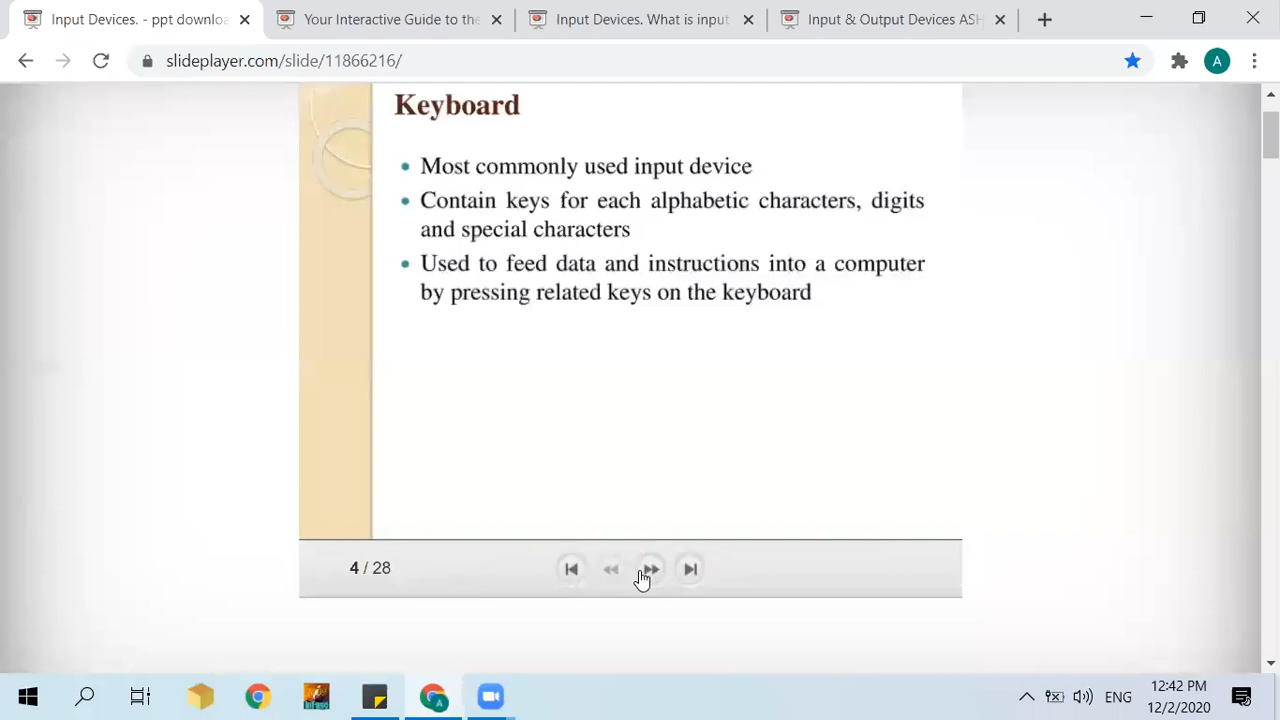 Input Devices. - ppt downloa
Your Interactive Guide to the
Input Devices. What is input
Input & Output Devices ASH
slideplayer.com/slide/11866216/
A
Keyboard
• Most commonly used input device
• Contain keys for each alphabetic characters, digits
and special characters
• Used to feed data and instructions into a computer
by pressing related keys on the keyboard
4 / 28
A
ENG
12:42 PM
12/2/2020